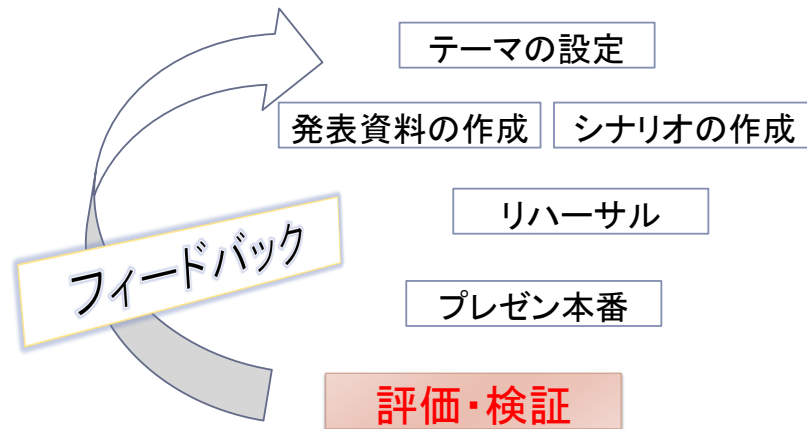 テーマの設定
発表資料の作成 シナリオの作成
リハーサル
フィードバック
プレゼン本番
評価・検証